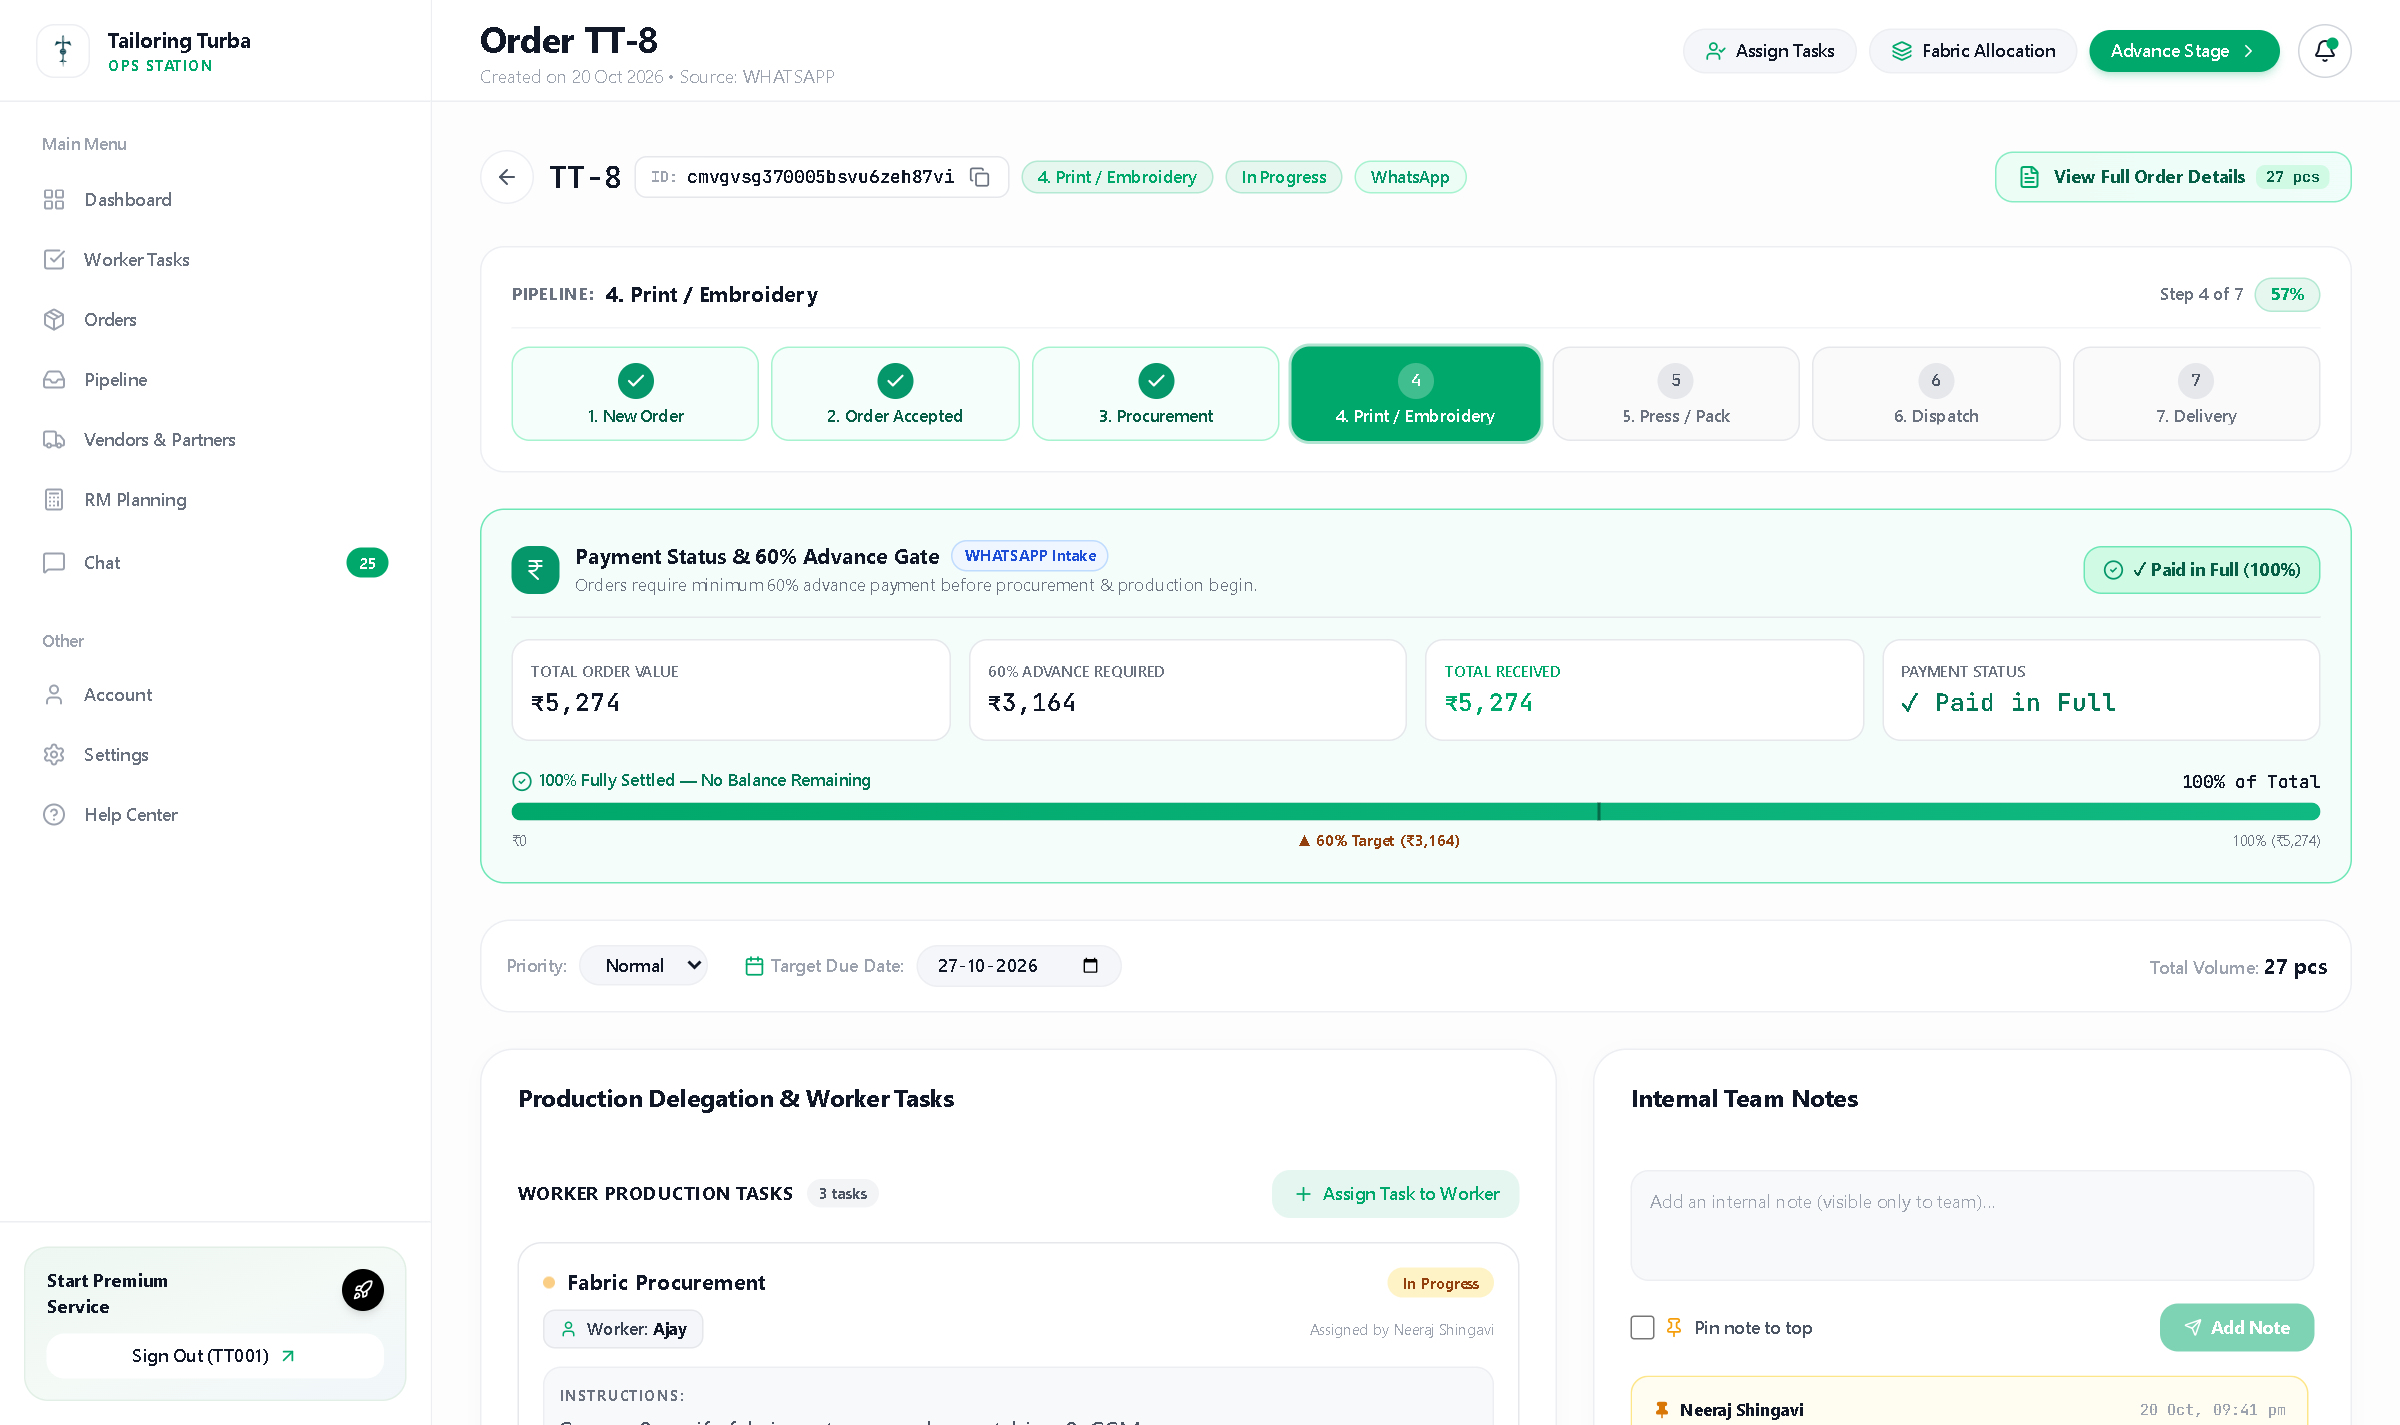 Tailoring Turba
OPS STATION
Main Menu
Dashboard
Worker Tasks
Orders
Pipeline
Vendors & Partners
RM Planning
Chat 25
Other
Account
Settings
Help Center
Start Premium
Service
Sign Out (TT001)
Order TT-8
Created on 20 Oct 2026 • Source: WHATSAPP
Assign Tasks
Fabric Allocation
Advance Stage
TT-8
ID: cmvgvsg370005bsvu6zeh87vi
4. Print / Embroidery
In Progress
WhatsApp
View Full Order Details 27 pcs
PIPELINE: 4. Print / Embroidery
Step 4 of 7 57%
1. New Order
2. Order Accepted
3. Procurement
4
4. Print / Embroidery
5
5. Press / Pack
6
6. Dispatch
7
7. Delivery
₹
Payment Status & 60% Advance Gate WHATSAPP Intake
Orders require minimum 60% advance payment before procurement & production begin.
✓ Paid in Full (100%)
TOTAL ORDER VALUE
₹5,274
60% ADVANCE REQUIRED
₹3,164
TOTAL RECEIVED
₹5,274
PAYMENT STATUS
✓ Paid in Full
100% Fully Settled — No Balance Remaining
100% of Total
₹0
▲ 60% Target (₹3,164)
100% (₹5,274)
Priority: Normal
Target Due Date: 27-10-2026
Total Volume: 27 pcs
Production Delegation & Worker Tasks
WORKER PRODUCTION TASKS 3 tasks
+ Assign Task to Worker
Fabric Procurement
In Progress
Worker: Ajay
Assigned by Neeraj Shingavi
INSTRUCTIONS:
Internal Team Notes
Add an internal note (visible only to team)...
Pin note to top
Add Note
Neeraj Shingavi
20 Oct, 09:41 pm